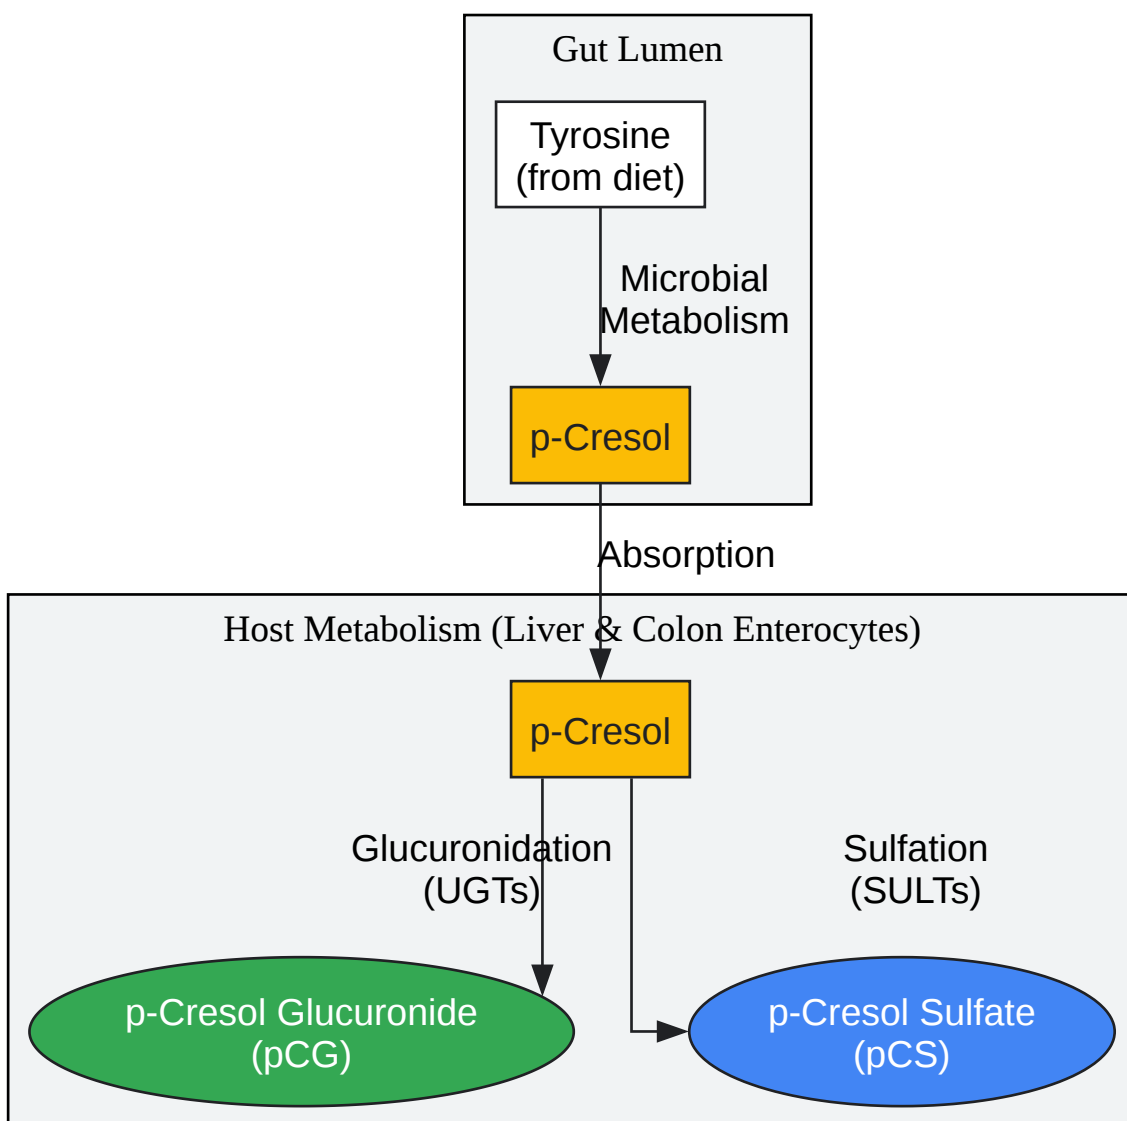 Gut Lumen
Tyrosine
(from diet)
Microbial
Metabolism
p-Cresol
Absorption
Host Metabolism (Liver & Colon Enterocytes)
p-Cresol
Glucuronidation
(UGTs)
Sulfation
(SULTs)
p-Cresol Glucuronide
(pCG)
p-Cresol Sulfate
(pCS)